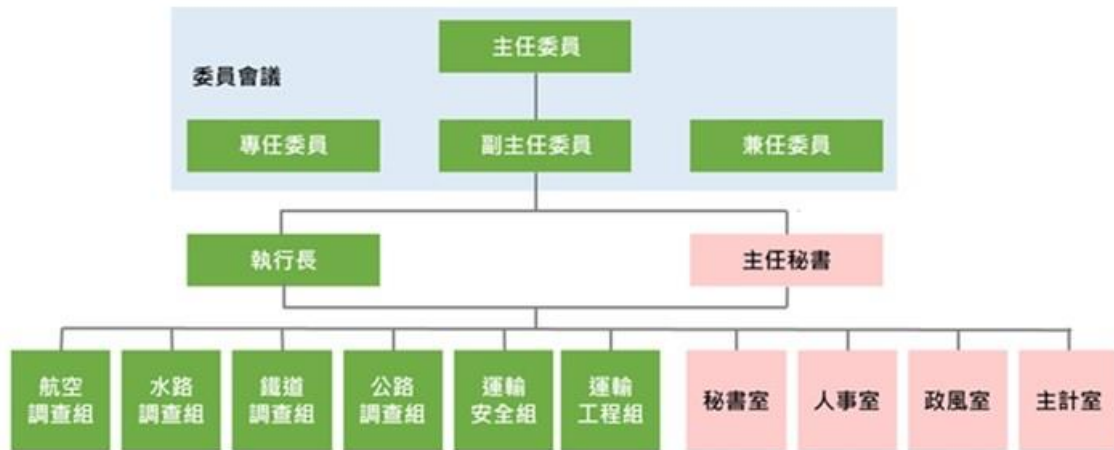 主任委員
委員會議
專任委員
副主任委員
兼任委員
執行長
主任秘書
航空
調查組
水路
調查組
鐵道
調查組
公路
調查組
運輸
安全組
運輸
工程組
秘書室
人事室
政風室
主計室